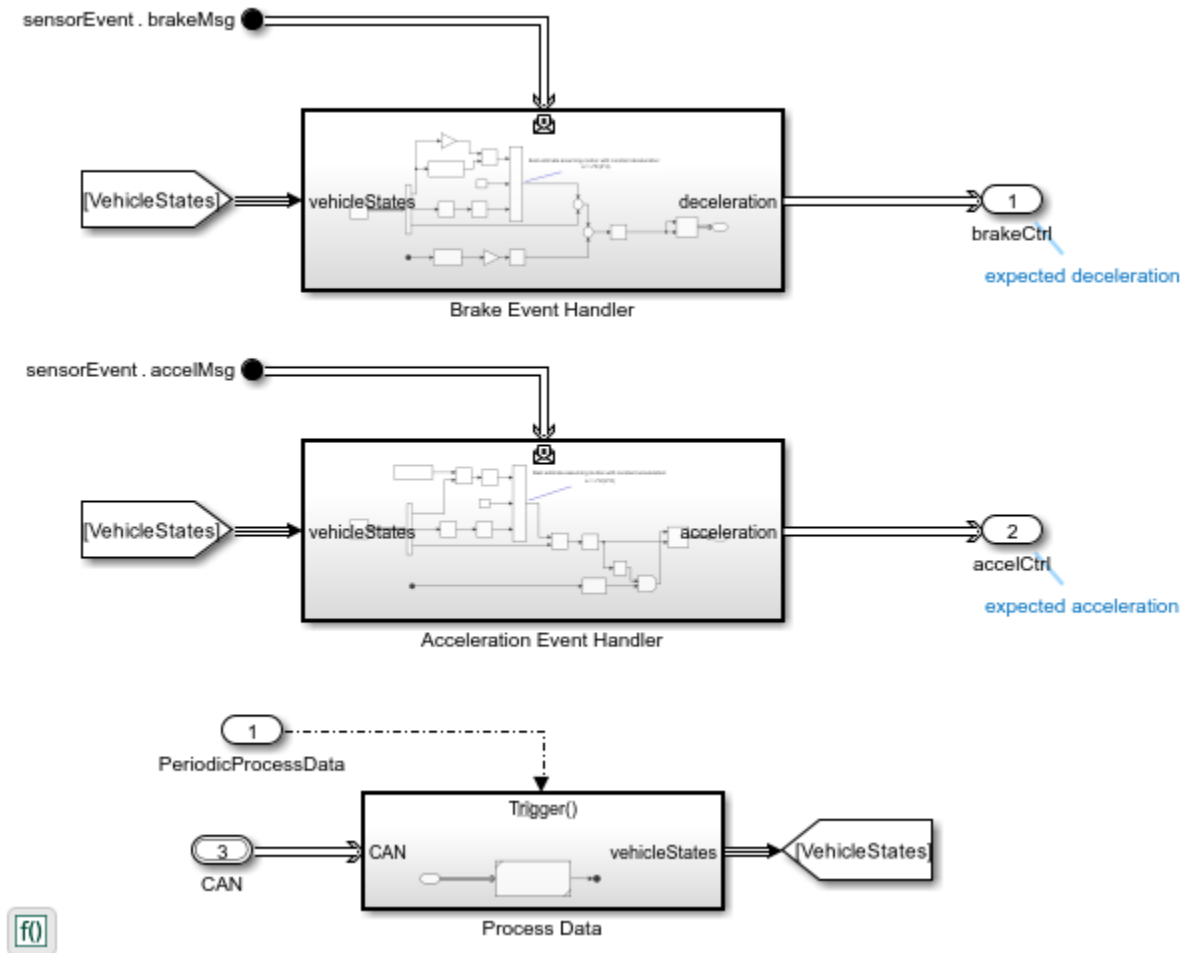 sensorEvent . brakeMsg
[VehicleStates]
vehicleStates
deceleration
1
brakeCtrl
expected deceleration
Brake Event Handler
sensorEvent . accelMsg
[VehicleStates]
vehicleStates
acceleration
2
accelCtrl
expected acceleration
Acceleration Event Handler
1
PeriodicProcessData
Trigger()
3
CAN
CAN
vehicleStates
[VehicleStates]
Process Data
f()